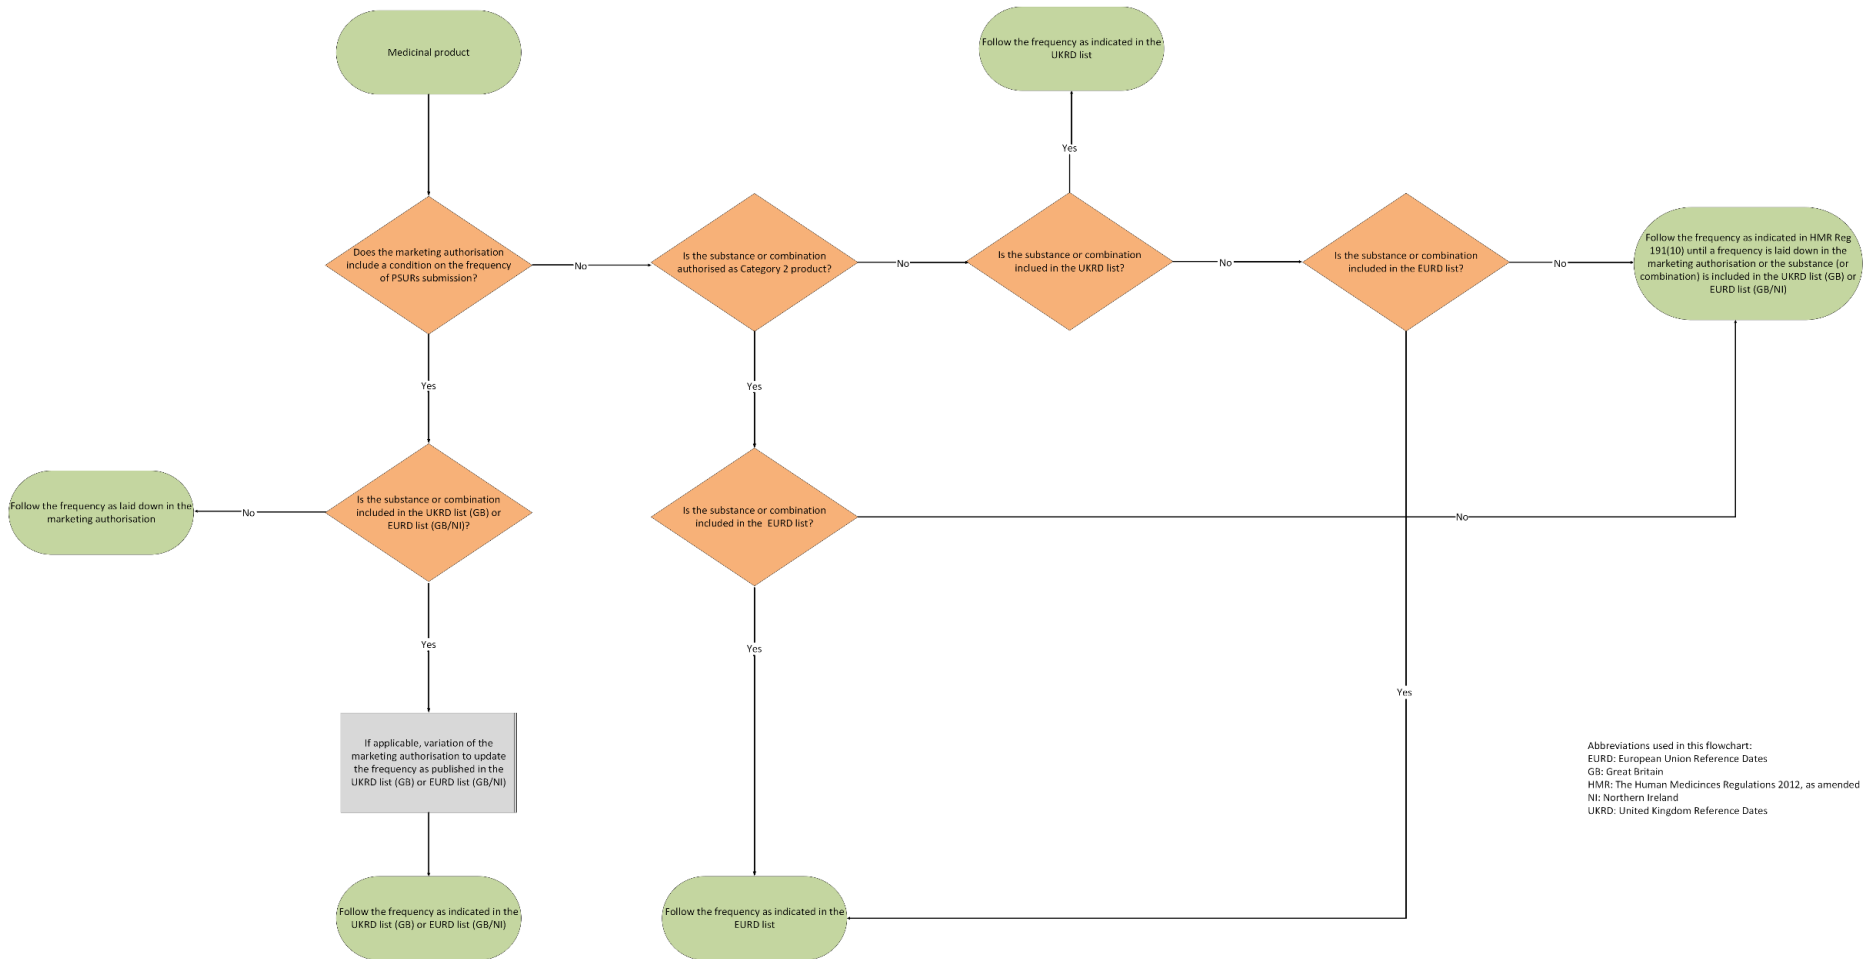 Medicinal product
Follow the frequency as indicated in the
UKRD list
Yes
Does the marketing authorisation
include a condition on the frequency
of PSURs submission?
No
Is the substance or combination
authorised as Category 2 product?
No
Is the substance or combination
inclued in the UKRD list?
No
Is the substance or combination
included in the EURD list?
No
Follow the frequency as indicated in HMR Reg
191(10) until a frequency is laid down in the
marketing authorisation or the substance (or
combination) is included in the UKRD list (GB) or
EURD list (GB/NI)
Yes
Yes
Follow the frequency as laid down in the
marketing authorisation
No
Is the substance or combination
included in the UKRD list (GB) or
EURD list (GB/NI)?
Is the substance or combination
included in the  EURD list?
No
Yes
Yes
Yes
If applicable, variation of the
marketing authorisation to update
the frequency as published in the
UKRD list (GB) or EURD list (GB/NI)
Abbreviations used in this flowchart:
EURD: European Union Reference Dates
GB: Great Britain
HMR: The Human Medicinces Regulations 2012, as amended
NI: Northern Ireland
UKRD: United Kingdom Reference Dates
Follow the frequency as indicated in the
UKRD list (GB) or EURD list (GB/NI)
Follow the frequency as indicated in the
EURD list